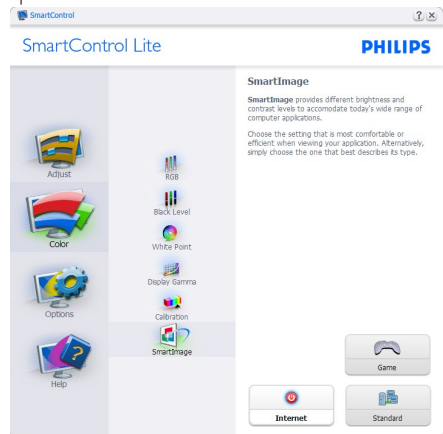 SmartControl
SmartControl Lite
PHILIPS
Adjust
Color
Options
Help
RGB
Black Level
White Point
Display Gamma
Calibration
SmartImage
SmartImage
SmartImage provides different brightness and
contrast levels to accomodate today's wide range of
computer applications.
Choose the setting that is most comfortable or
efficient when viewing your application. Alternatively,
simply choose the one that best describes its type.
Game
Internet
Standard